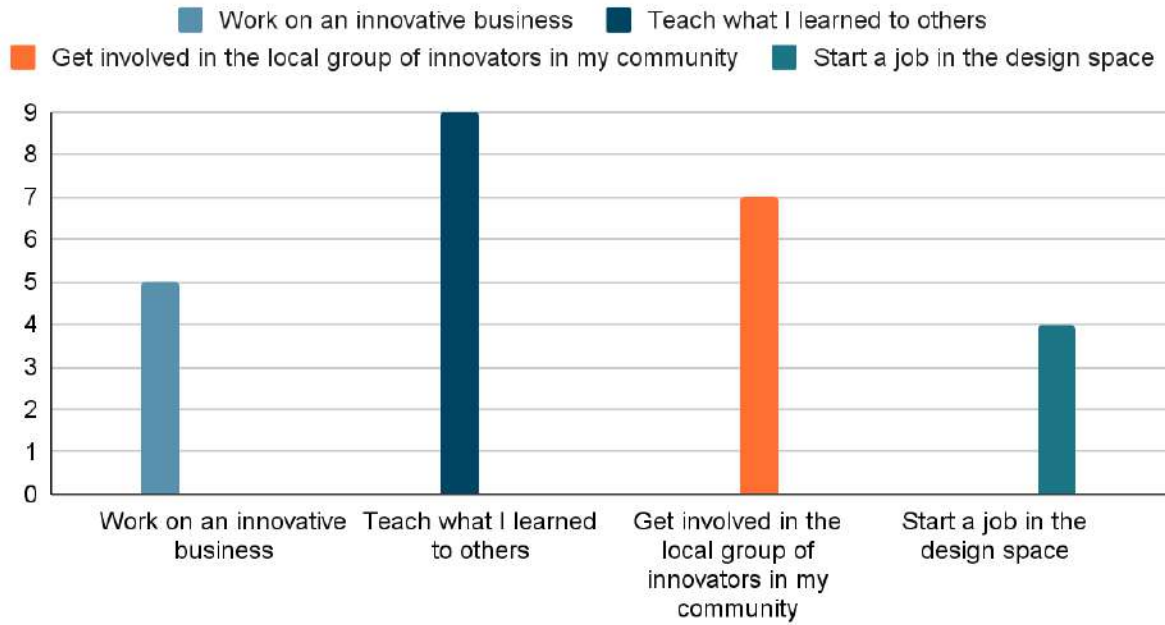 Work on an innovative business Teach what I learned to others
Get involved in the local group of innovators in my community Start a job in the design space
9
8
7
6
5
4
3
2
1
0
Work on an innovative
business
Teach what I learned
to others
Get involved in the
local group of
innovators in my
community
Start a job in the
design space